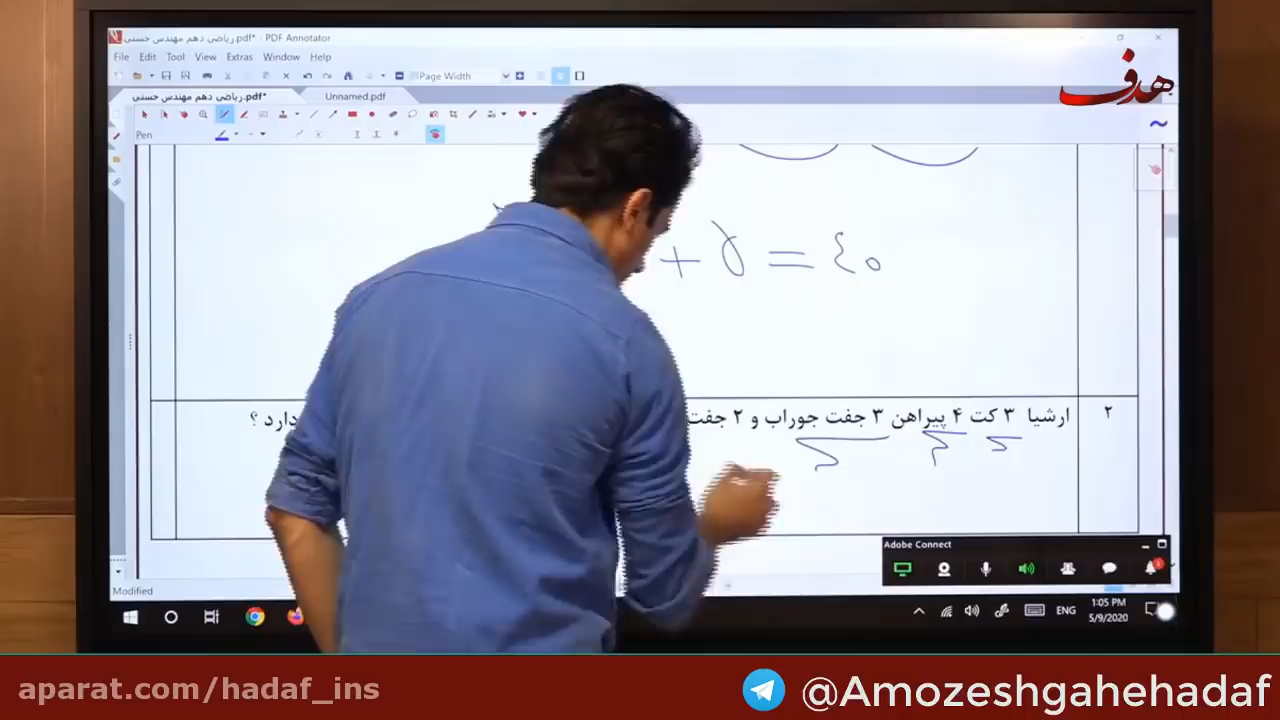 ریاضی دهم مهندس حسنی.pdf* - PDF Annotator
هدف
File Edit Tool View Extras Window Help
Page Width
ریاضی دهم مهندس حسنی.pdf*
Unnamed.pdf
Pen
+ ۵ = ۴۰
۲
ارشیا ۳ کت ۴ پیراهن ۳ جفت جوراب و ۲ جفت
دارد ؟
Adobe Connect
Modified
ENG
1:05 PM
5/9/2020
aparat.com/hadaf_ins
@Amozeshgahehadaf